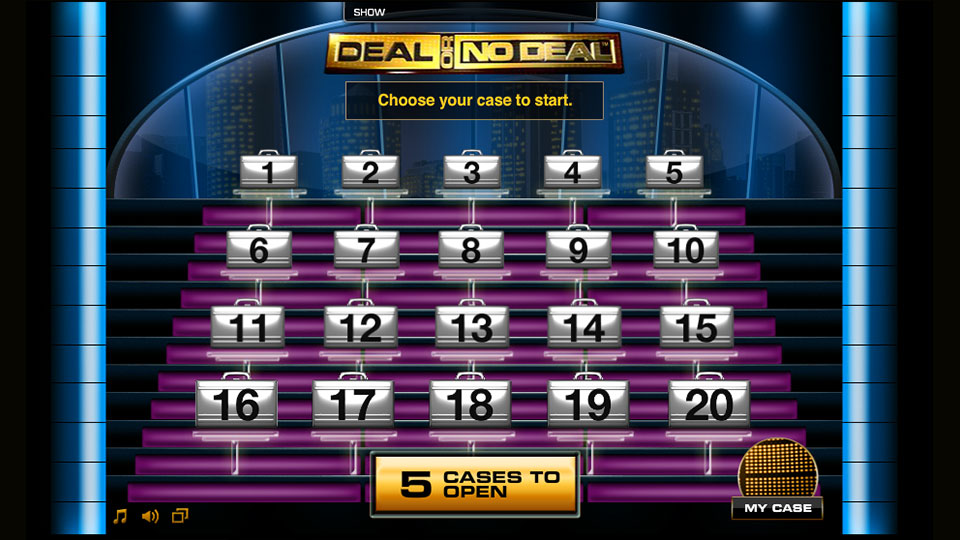 SHOW
DEAL OR NO DEAL™
Choose your case to start.
1 2 3 4 5
6 7 8 9 10
11 12 13 14 15
16 17 18 19 20
5 CASES TO
OPEN
MY CASE